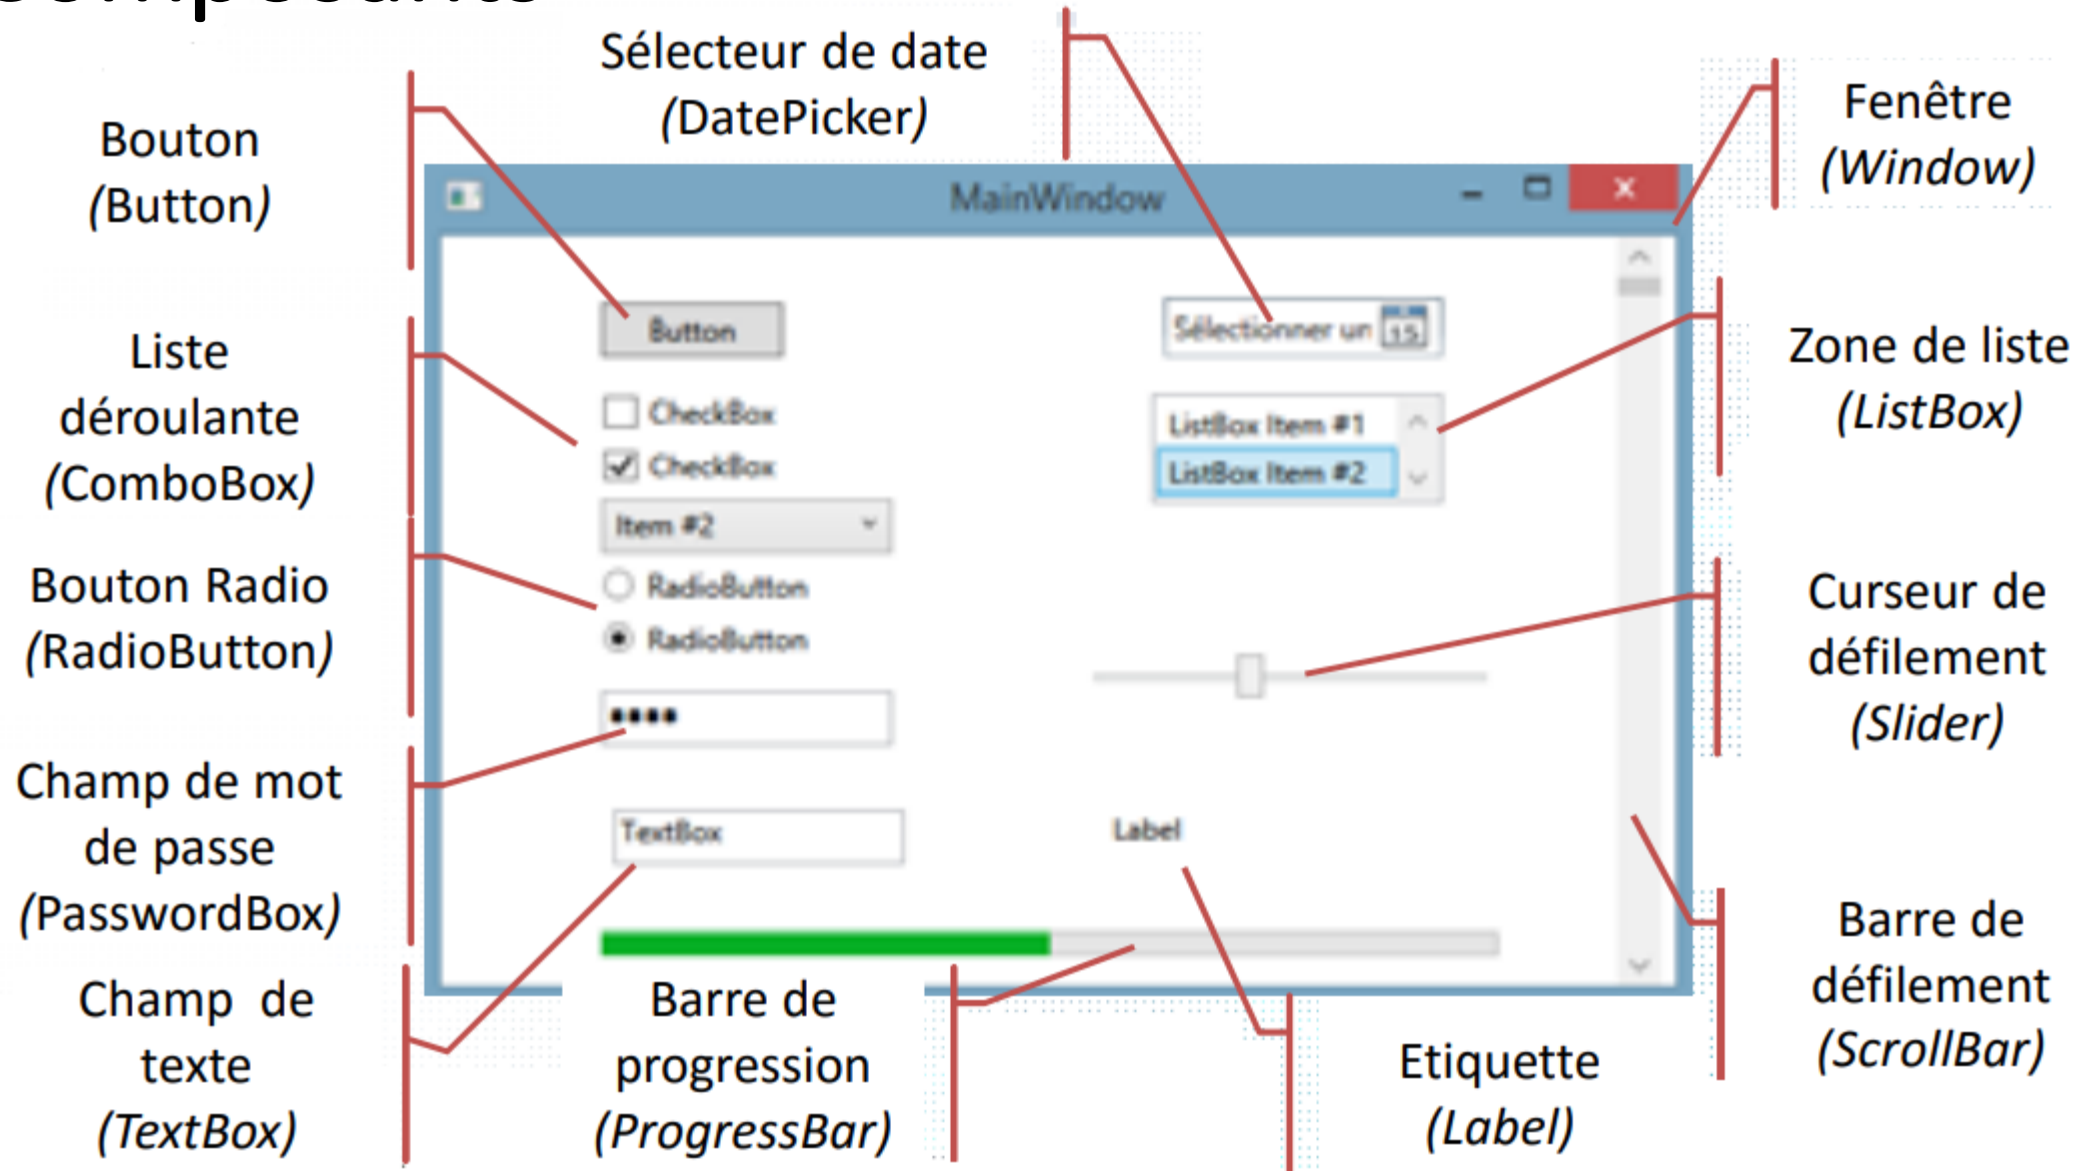 Sélecteur de date
(DatePicker)
Fenêtre
(Window)
Bouton
(Button)
MainWindow
Button
Sélectionner un
15
Liste
déroulante
(ComboBox)
CheckBox
CheckBox
Item #2
ListBox Item #1
ListBox Item #2
Zone de liste
(ListBox)
Bouton Radio
(RadioButton)
RadioButton
RadioButton
Curseur de
défilement
(Slider)
Champ de mot
de passe
(PasswordBox)
TextBox
Label
Champ de
texte
(TextBox)
Barre de
progression
(ProgressBar)
Etiquette
(Label)
Barre de
défilement
(ScrollBar)